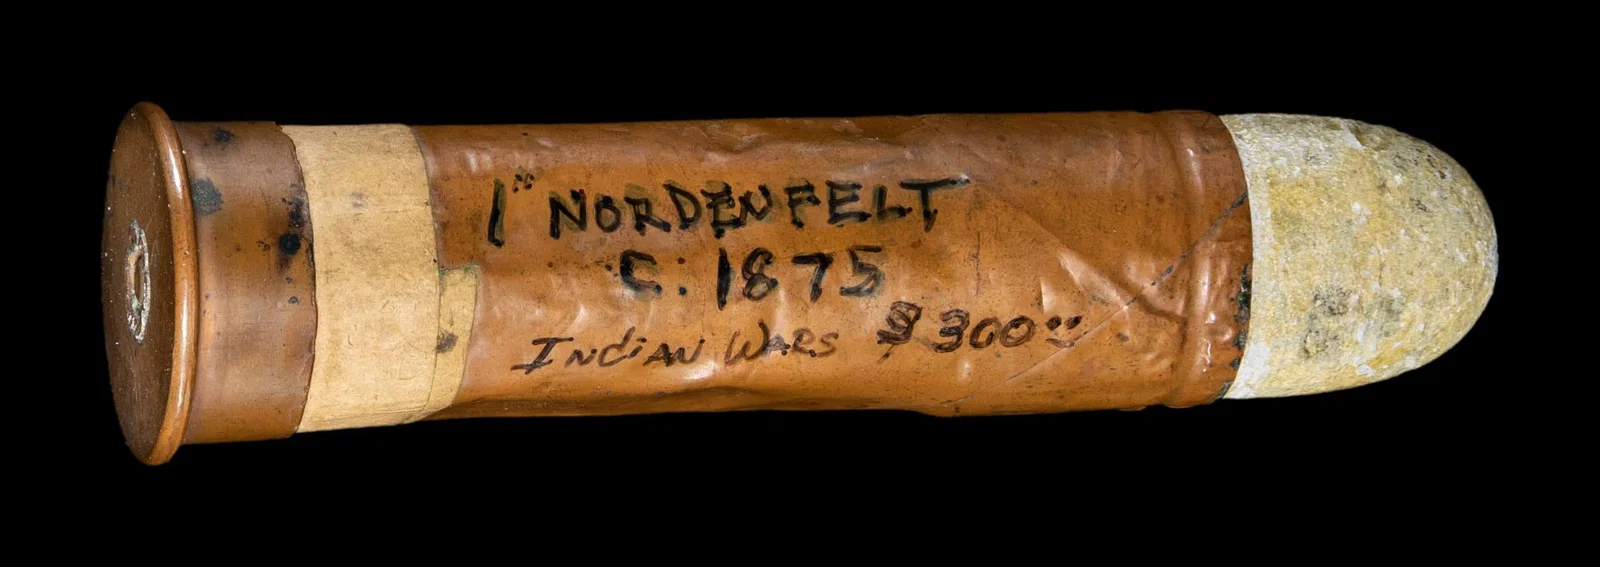 1" NORDENFELT
C. 1875
INdiAN WARS $300.00